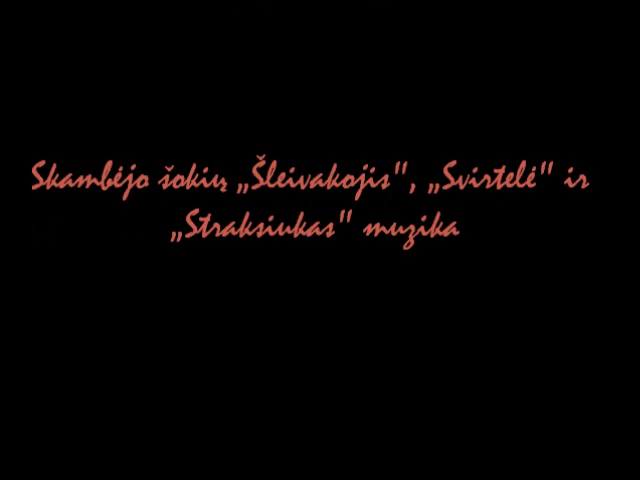 Skambėjo šokių „Šleivakojis", „Svirtelė" ir
„Straksiukas" muzika